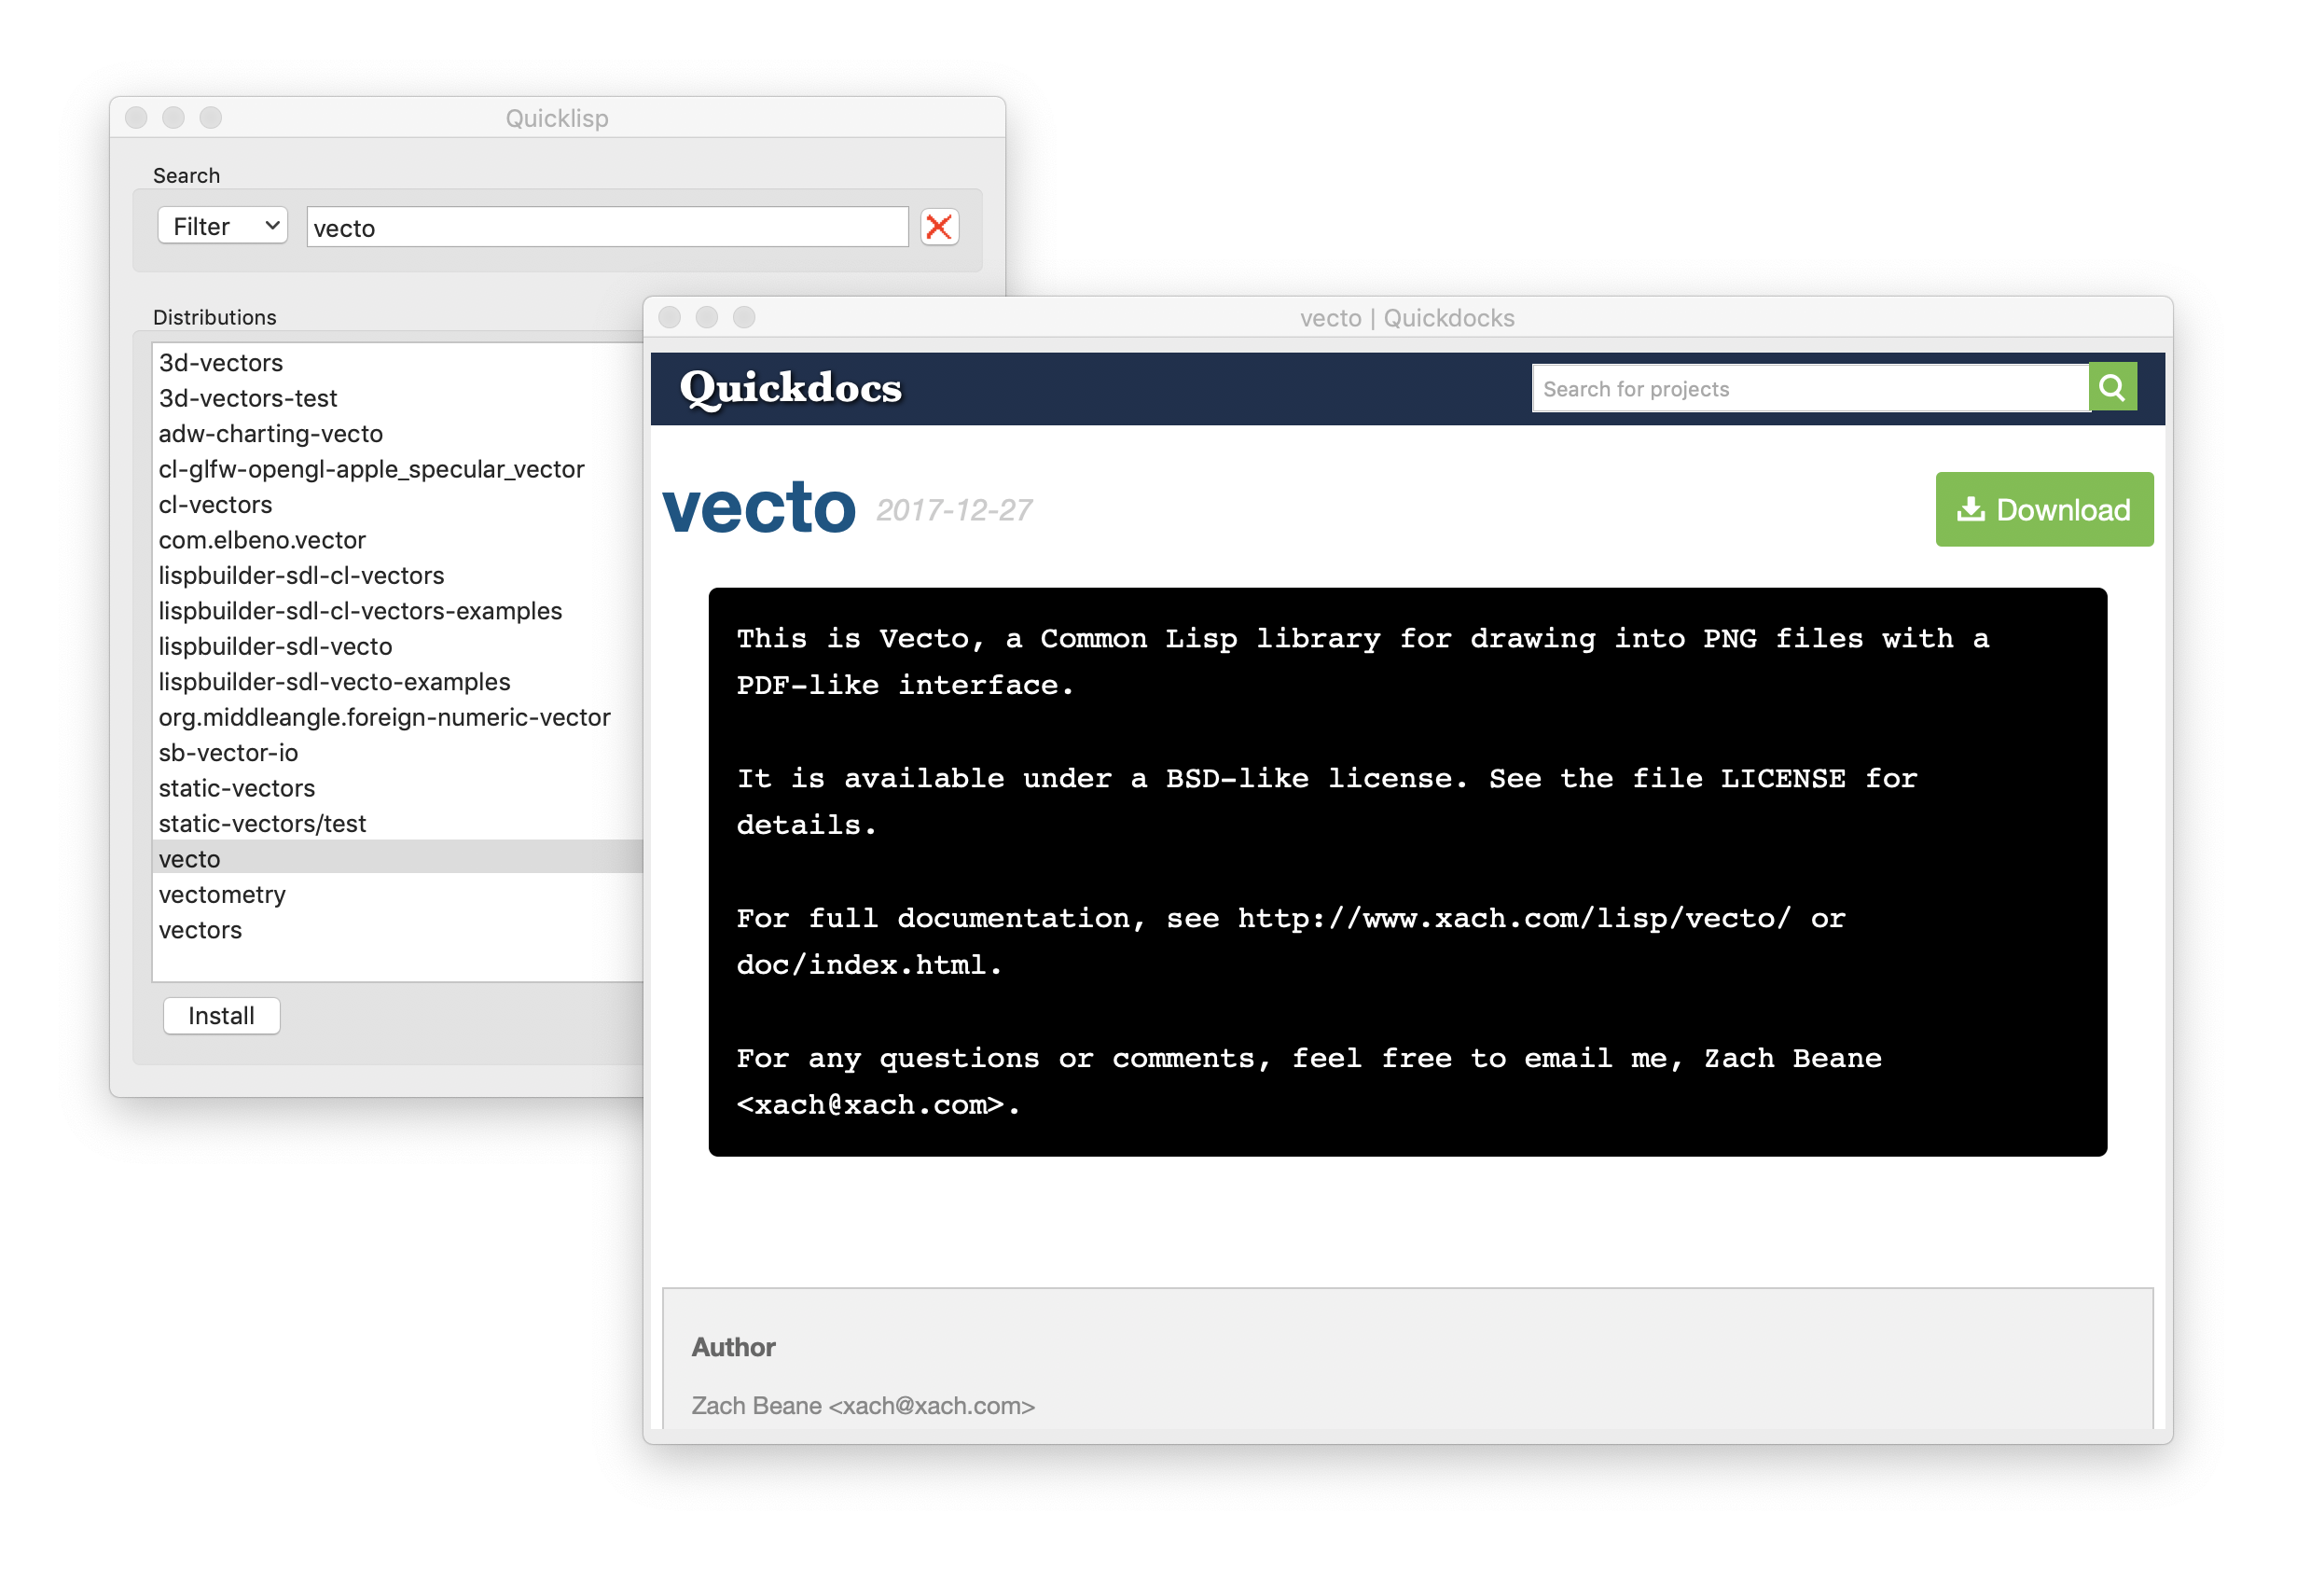 Quicklisp
Search
Filter
vecto
Distributions
3d-vectors
3d-vectors-test
adw-charting-vecto
cl-glfw-opengl-apple_specular_vector
cl-vectors
com.elbeno.vector
lispbuilder-sdl-cl-vectors
lispbuilder-sdl-cl-vectors-examples
lispbuilder-sdl-vecto
lispbuilder-sdl-vecto-examples
org.middleangle.foreign-numeric-vector
sb-vector-io
static-vectors
static-vectors/test
vecto
vectometry
vectors
Install
vecto | Quickdocks
Quickdocs
Search for projects
vecto 2017-12-27
Download
This is Vecto, a Common Lisp library for drawing into PNG files with a
PDF-like interface.
It is available under a BSD-like license. See the file LICENSE for
details.
For full documentation, see http://www.xach.com/lisp/vecto/ or
doc/index.html.
For any questions or comments, feel free to email me, Zach Beane
<xach@xach.com>.
Author
Zach Beane <xach@xach.com>